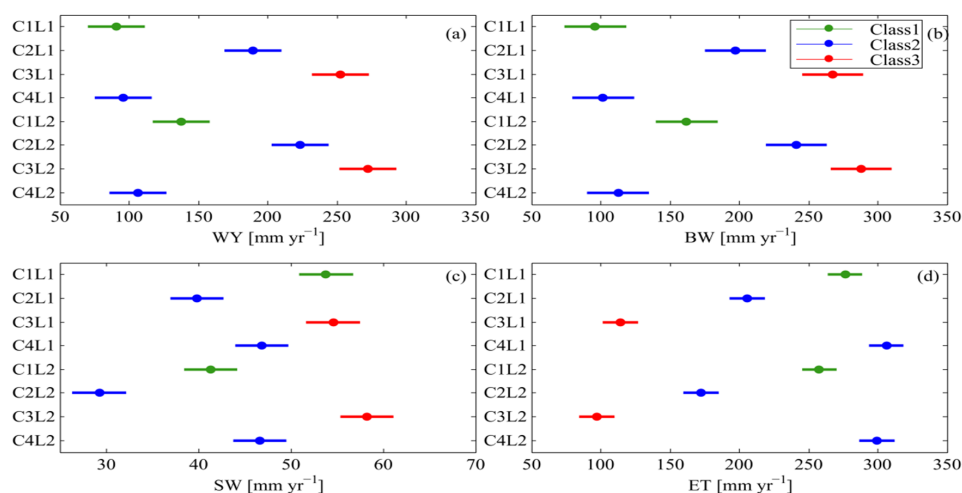 C1L1
C2L1
C3L1
C4L1
C1L2
C2L2
C3L2
C4L2
(a)
50 100 150 200 250 300 350
WY [mm yr⁻¹]
C1L1
C2L1
C3L1
C4L1
C1L2
C2L2
C3L2
C4L2
Class1
Class2
Class3
(b)
50 100 150 200 250 300 350
BW [mm yr⁻¹]
C1L1
C2L1
C3L1
C4L1
C1L2
C2L2
C3L2
C4L2
(c)
30 40 50 60 70
SW [mm yr⁻¹]
C1L1
C2L1
C3L1
C4L1
C1L2
C2L2
C3L2
C4L2
(d)
50 100 150 200 250 300 350
ET [mm yr⁻¹]